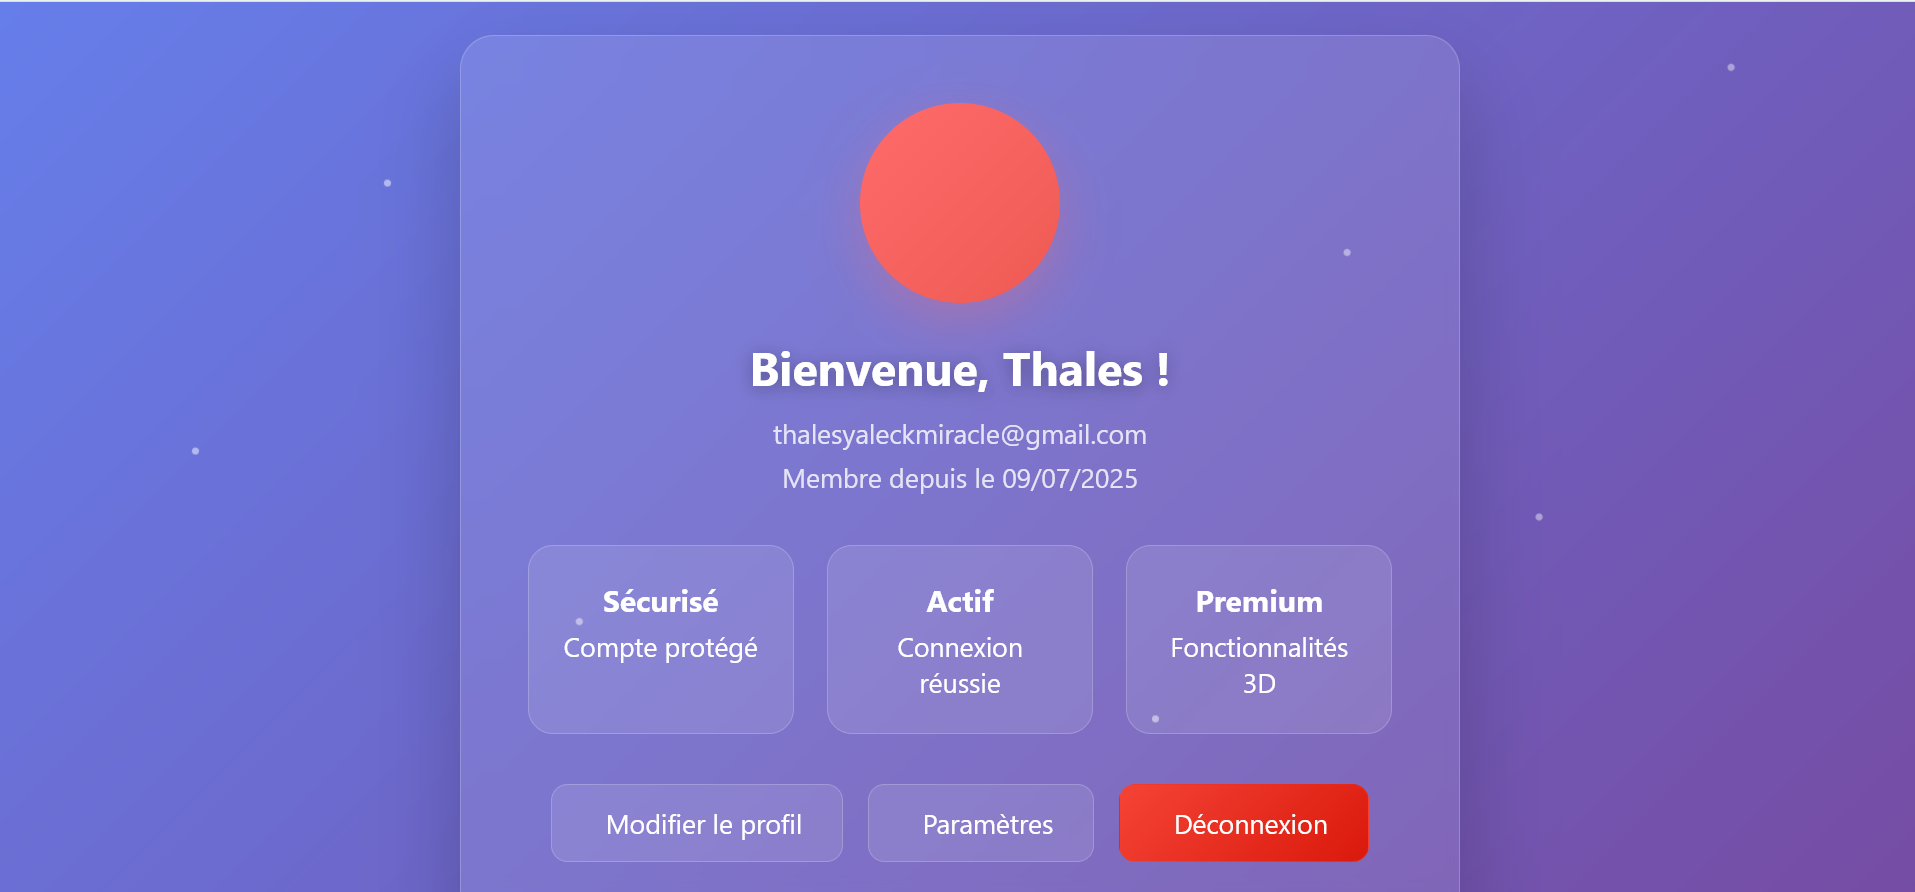 Bienvenue, Thales !
thalesyaleckmiracle@gmail.com
Membre depuis le 09/07/2025
Sécurisé
Compte protégé
Actif
Connexion
réussie
Premium
Fonctionnalités
3D
Modifier le profil
Paramètres
Déconnexion